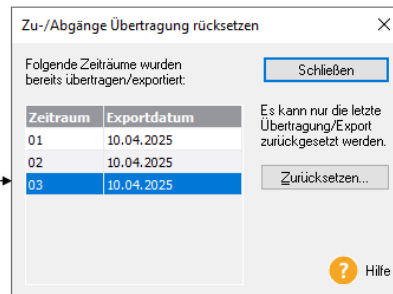 Zu-/Abgänge Übertragung rücksetzen
Folgende Zeiträume wurden
bereits übertragen/exportiert:
Schließen
Zeitraum Exportdatum
01 10.04.2025
02 10.04.2025
03 10.04.2025
Es kann nur die letzte
Übertragung/Export
zurückgesetzt werden.
Zurücksetzen...
? Hilfe